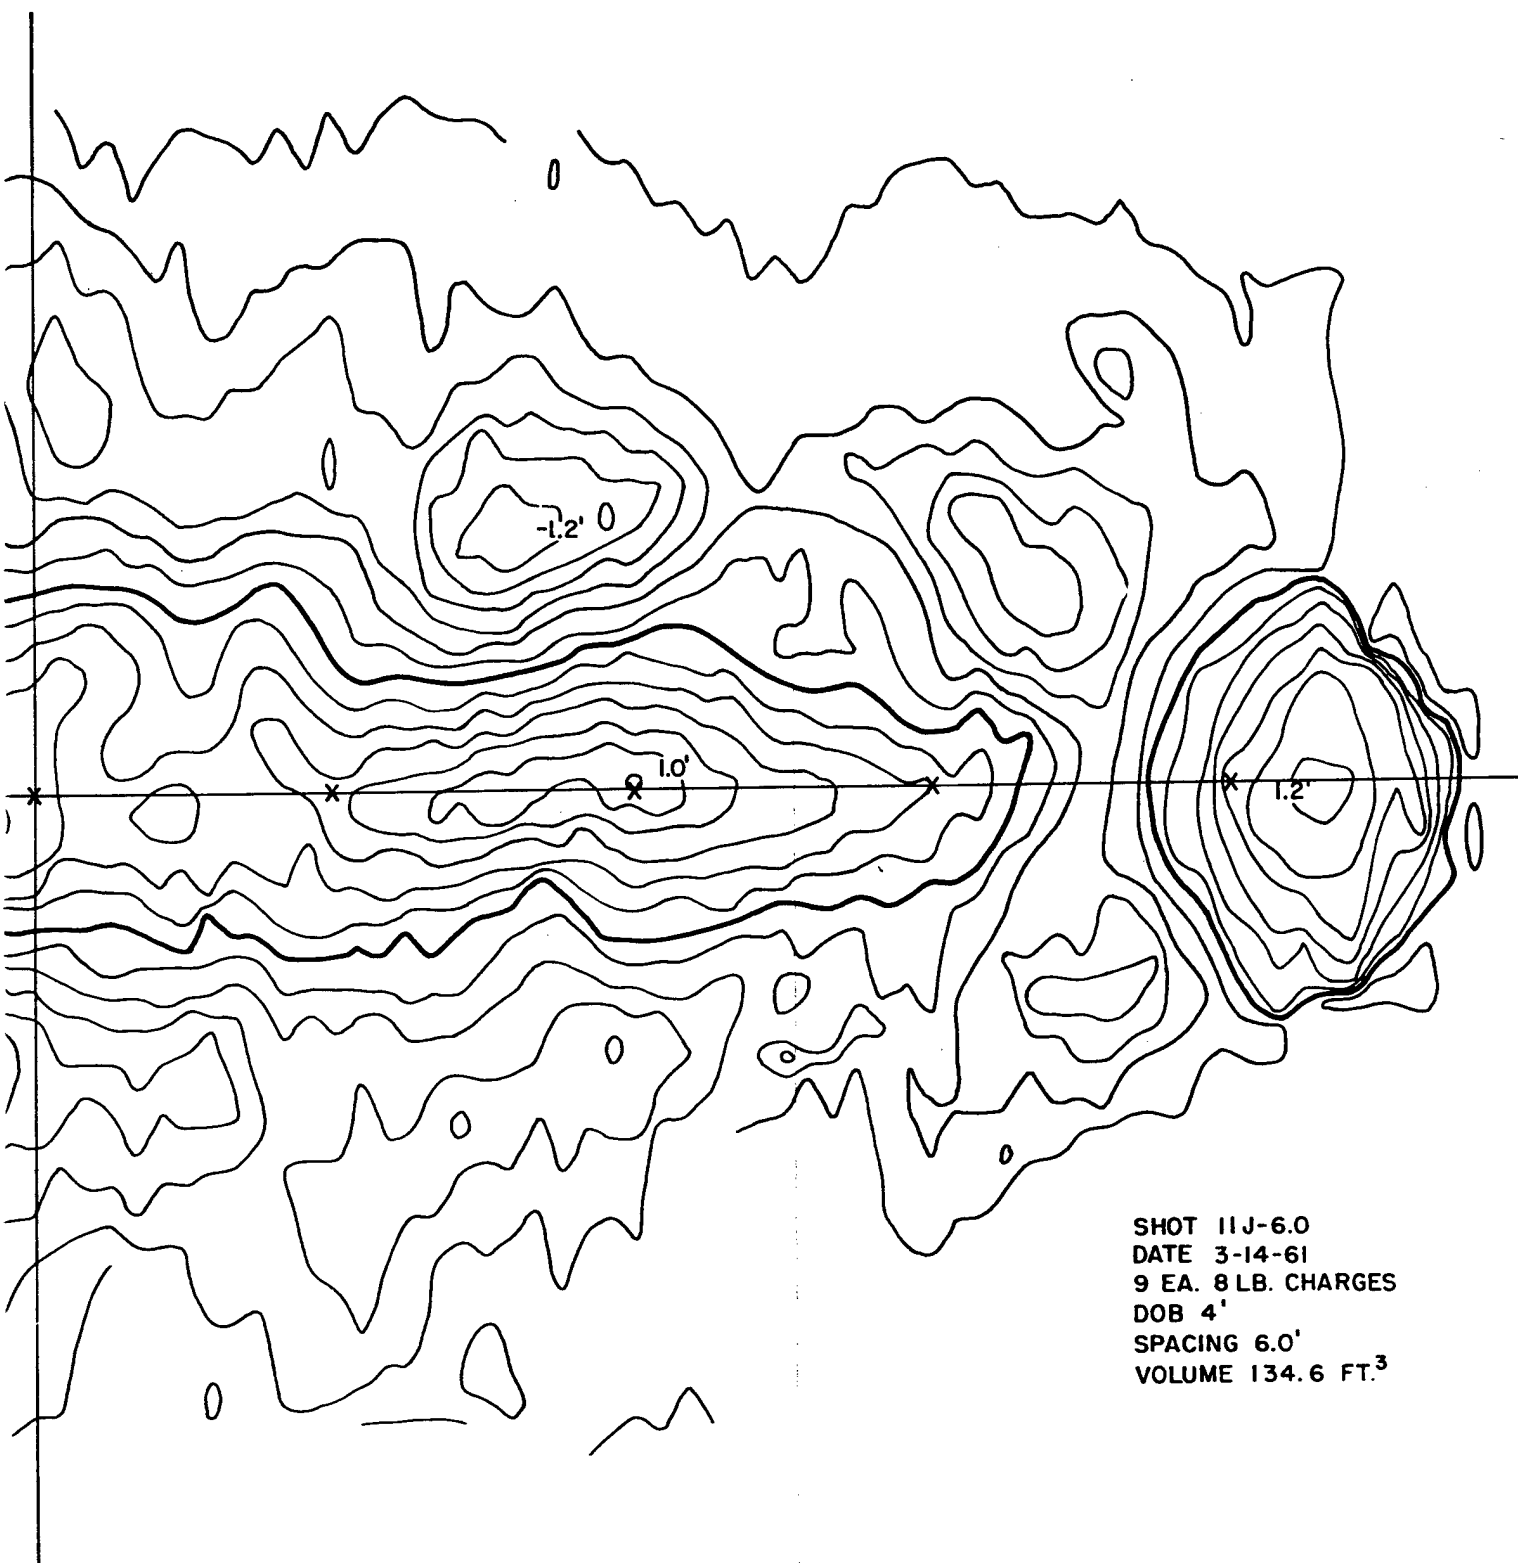 -1.2'
1.0'
1.2'
SHOT 11J-6.0
DATE 3-14-61
9 EA. 8 LB. CHARGES
DOB 4'
SPACING 6.0'
VOLUME 134.6 FT.³